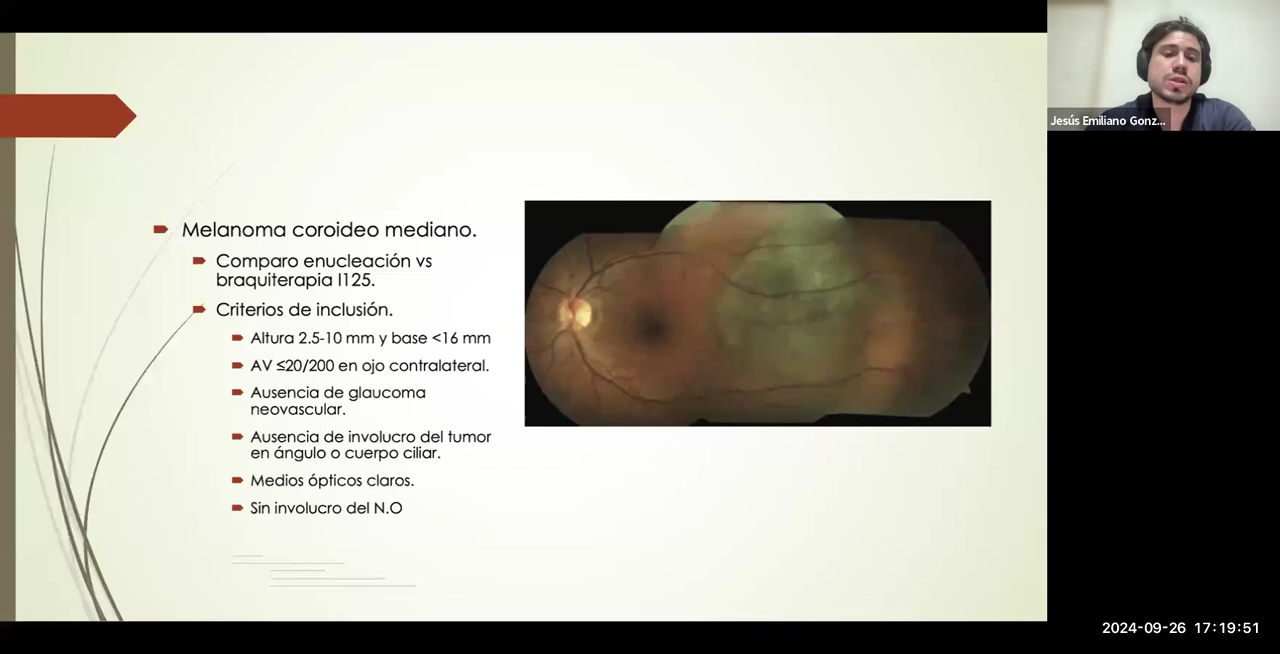 Melanoma coroideo mediano.
Comparo enucleación vs
braquiterapia I125.
Criterios de inclusión.
Altura 2.5-10 mm y base <16 mm
AV ≤20/200 en ojo contralateral.
Ausencia de glaucoma
neovascular.
Ausencia de involucro del tumor
en ángulo o cuerpo ciliar.
Medios ópticos claros.
Sin involucro del N.O
Jesús Emiliano Gonz...
2024-09-26 17:19:51